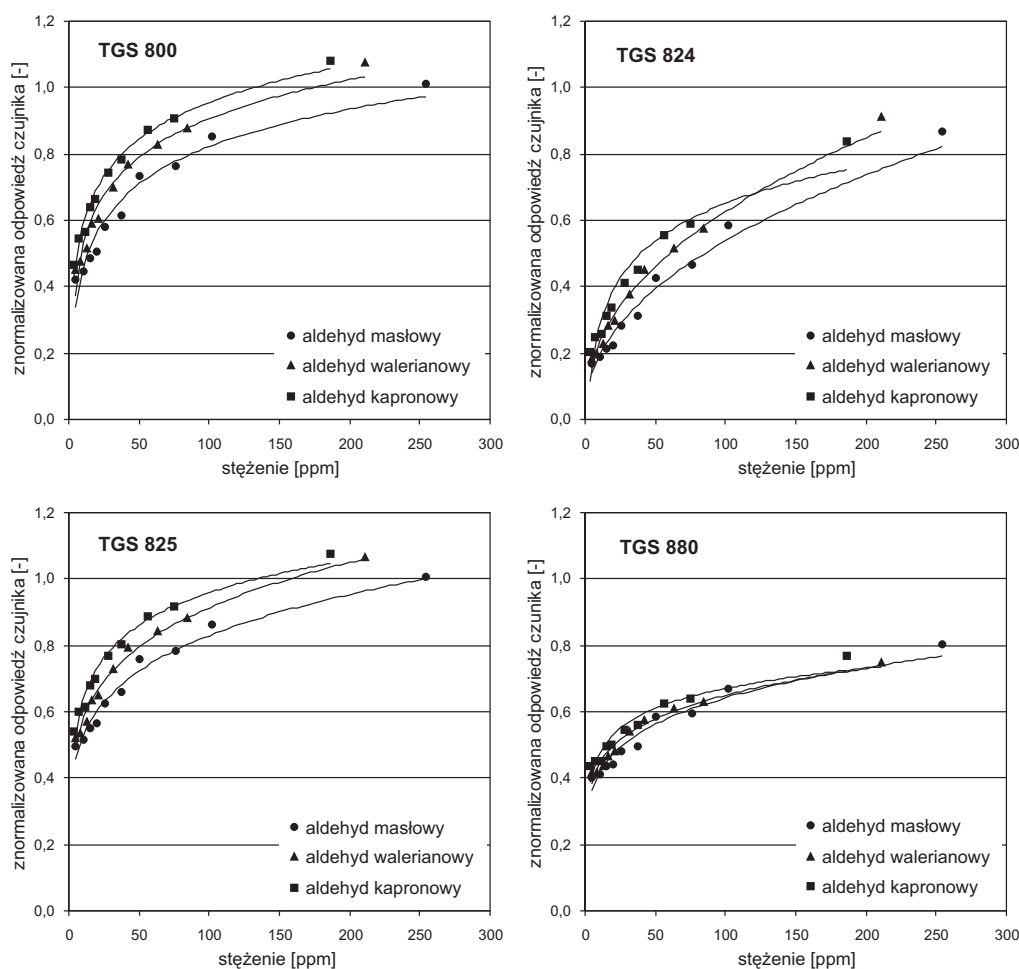 TGS 800
znormalizowana odpowiedź czujnika [-]
1,2
1,0
0,8
0,6
0,4
0,2
0,0
aldehyd masłowy
aldehyd walerianowy
aldehyd kapronowy
0 50 100 150 200 250 300
stężenie [ppm]
TGS 824
znormalizowana odpowiedź czujnika [-]
1,2
1,0
0,8
0,6
0,4
0,2
0,0
aldehyd masłowy
aldehyd walerianowy
aldehyd kapronowy
0 50 100 150 200 250 300
stężenie [ppm]
TGS 825
znormalizowana odpowiedź czujnika [-]
1,2
1,0
0,8
0,6
0,4
0,2
0,0
aldehyd masłowy
aldehyd walerianowy
aldehyd kapronowy
0 50 100 150 200 250 300
stężenie [ppm]
TGS 880
znormalizowana odpowiedź czunika [-]
1,2
1,0
0,8
0,6
0,4
0,2
0,0
aldehyd masłowy
aldehyd walerianowy
aldehyd kapronowy
0 50 100 150 200 250 300
stężenie [ppm]